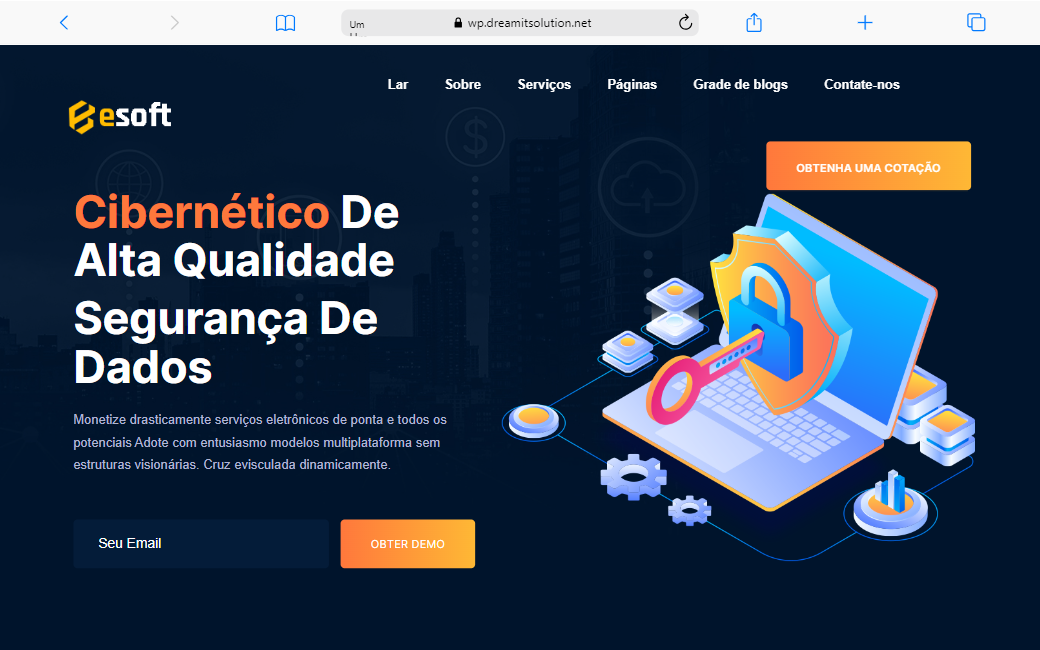 Um
wp.dreamitsolution.net
Lar Sobre Serviços Páginas Grade de blogs Contate-nos
esoft
OBTENHA UMA COTAÇÃO
Cibernético De
Alta Qualidade
Segurança De
Dados
Monetize drasticamente serviços eletrônicos de ponta e todos os
potenciais Adote com entusiasmo modelos multiplataforma sem
estruturas visionárias. Cruz evisculada dinamicamente.
Seu Email
OBTER DEMO